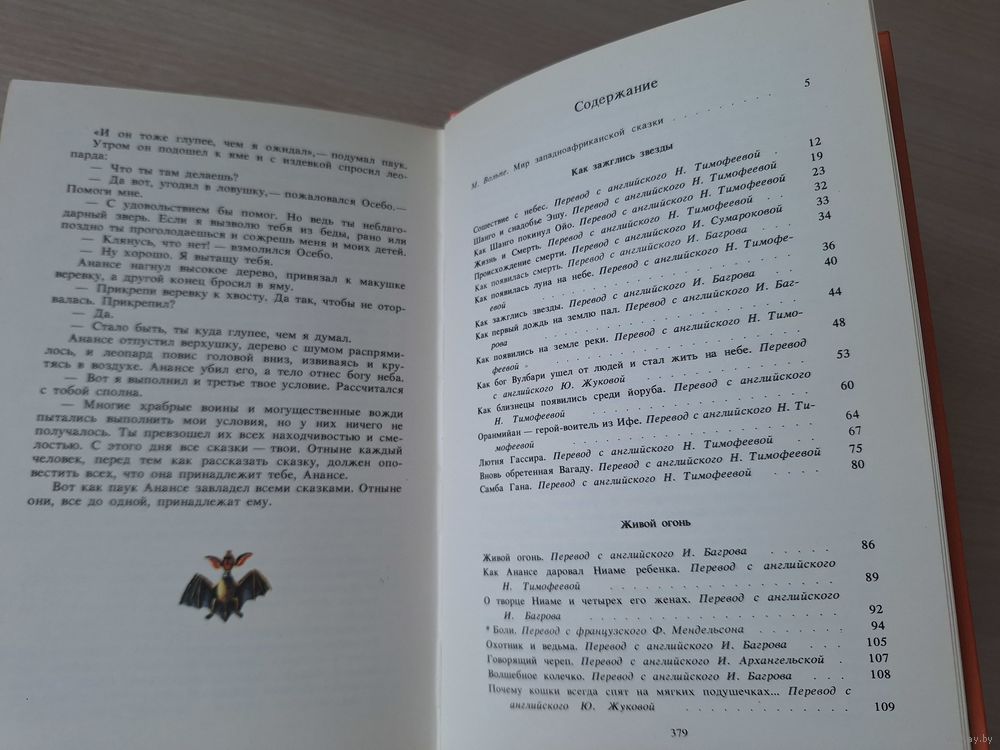 «И он тоже глупее, чем я ожидал»,— подумал паук.
Утром он подошел к яме и с издевкой спросил лео-
парда:
— Что ты там делаешь?
— Да вот, угодил в ловушку,— пожаловался Осебо.—
Помоги мне.
— С удовольствием бы помог. Но ведь ты неблаго-
дарный зверь. Если я вызволю тебя из беды, рано или
поздно ты проголодаешься и сожрешь меня и моих детей.
— Клянусь, что нет! — взмолился Осебо.
— Ну хорошо. Я вытащу тебя.
Анансе нагнул высокое дерево, привязал к макушке
веревку, а другой конец бросил в яму.
— Прикрепи веревку к хвосту. Да так, чтобы не отор-
валась. Прикрепил?
— Да.
— Стало быть, ты куда глупее, чем я думал.
Анансе отпустил верхушку, дерево с шумом распрями-
лось, и леопард повис головой вниз, извиваясь и кру-
тясь в воздухе. Анансе убил его, а тело отнес богу неба.
— Вот я выполнил и третье твое условие. Рассчитался
с тобой сполна.
— Многие храбрые воины и могущественные вожди
пытались выполнить мои условия, но у них ничего не
получалось. Ты превзошел их всех находчивостью и сме-
лостью. С этого дня все сказки — твои. Отныне каждый
человек, перед тем как рассказать сказку, должен опо-
вестить всех, что она принадлежит тебе, Анансе.
Вот как паук Анансе завладел всеми сказками. Отныне
они, все до одной, принадлежат ему.
Содержание
М. Вольпе. Мир западноафриканской сказки . . . . . . . 5
Как зажглись звезды
Сошествие с небес. Перевод с английского Н. Тимофеевой . 12
Шанго и снадобье Эшу. Перевод с английского Н. Тимофеевой 19
Как Шанго покинул Ойо. Перевод с английского Н. Тимофеевой 23
Жизнь и Смерть. Перевод с английского Н. Тимофеевой . . 32
Происхождение смерти. Перевод с английского И. Сумароковой 33
Как появилась смерть. Перевод с английского И. Багрова . . 34
Как появилась луна на небе. Перевод с английского Н. Тимофе-
евой . . . . . . . . . . . . 36
Как зажглись звезды. Перевод с английского И. Багрова . . 40
Как первый дождь на землю пал. Перевод с английского И. Баг-
рова . . . . . . . . . . . . 44
Как появились на земле реки. Перевод с английского Н. Тимо-
феевой . . . . . . . . . . . . 48
Как бог Вулбари ушел от людей и стал жить на небе. Перевод
с английского Ю. Жуковой . . . . . . . . 53
Как близнецы появились среди йоруба. Перевод с английского
Н. Тимофеевой . . . . . . . . . . 60
Оранмийан — герой-воитель из Ифе. Перевод с английского Н. Ти-
мофеевой . . . . . . . . . . . 64
Лютня Гассира. Перевод с английского Н. Тимофеевой . . 67
Вновь обретенная Вагаду. Перевод с английского Н. Тимофеевой 75
Самба Гана. Перевод с английского Н. Тимофеевой . . . 80
Живой огонь
Живой огонь. Перевод с английского И. Багрова . . . . . 86
Как Анансе даровал Ниаме ребенка. Перевод с английского
Н. Тимофеевой . . . . . . . . . . 89
О творце Ниаме и четырех его женах. Перевод с английского
И. Багрова . . . . . . . . . . . 92
* Боли. Перевод с французского Ф. Мендельсона . . . . 94
Охотник и ведьма. Перевод с английского И. Багрова . . . 105
Говорящий череп. Перевод с английского И. Архангельской . 107
Волшебное колечко. Перевод с английского И. Багрова . . . 108
Почему кошки всегда спят на мягких подушечках... Перевод с
английского Ю. Жуковой . . . . . . . . 109
379